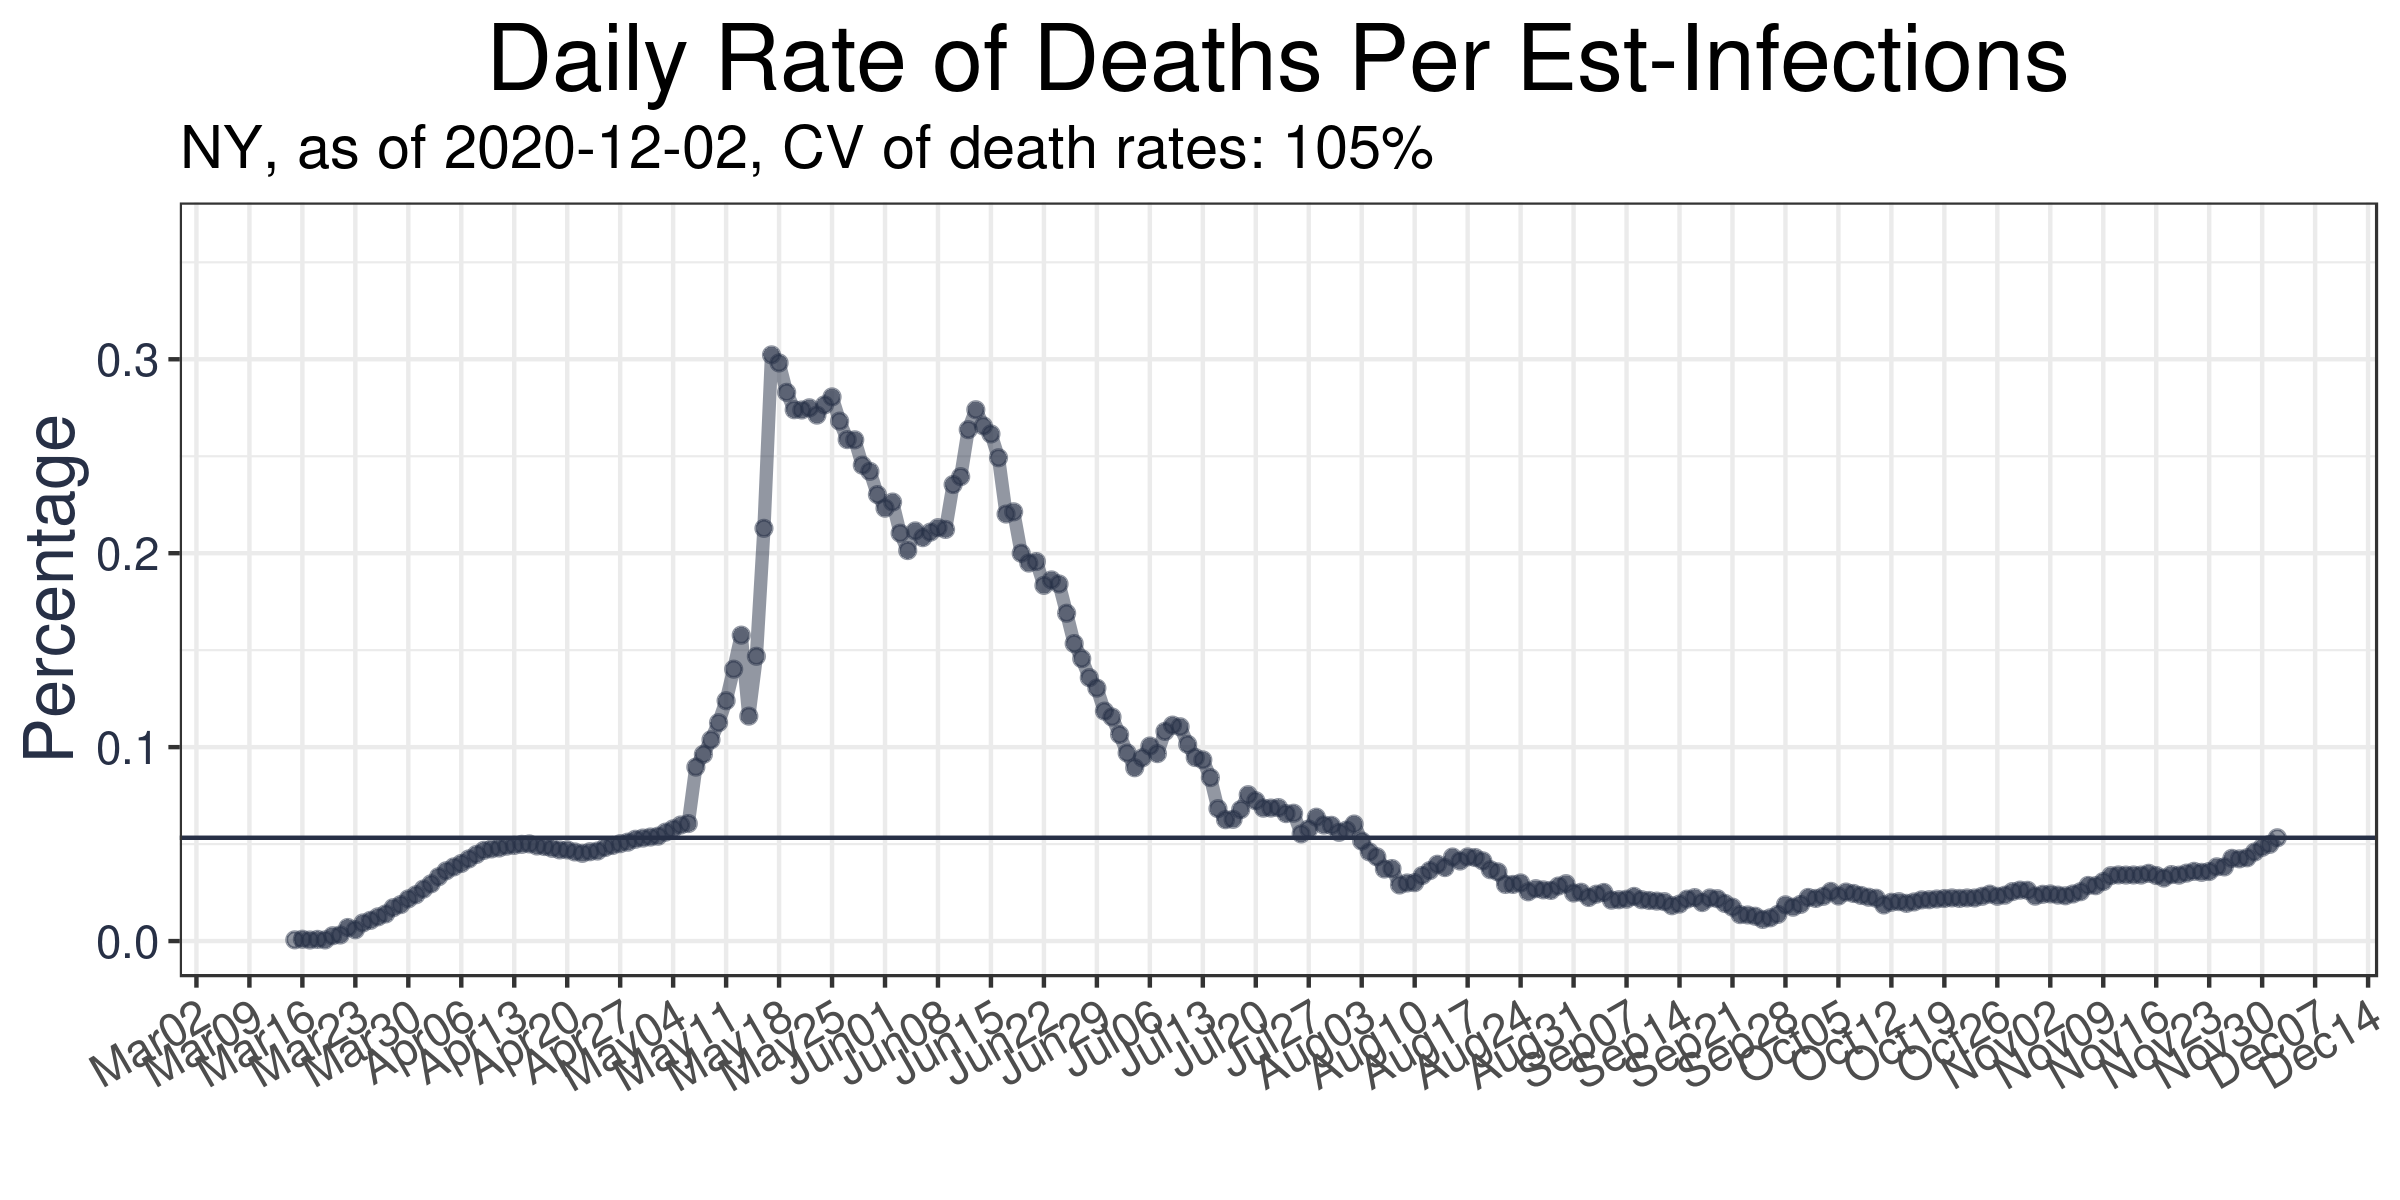 Daily Rate of Deaths Per Est-Infections
NY, as of 2020-12-02, CV of death rates: 105%
Percentage
0.3
0.2
0.1
0.0
Mar02
Mar09
Mar16
Mar23
Mar30
Apr06
Apr13
Apr20
Apr27
May04
May11
May18
May25
Jun01
Jun08
Jun15
Jun22
Jun29
Jul06
Jul13
Jul20
Jul27
Aug03
Aug10
Aug17
Aug24
Aug31
Sep07
Sep14
Sep21
Sep28
Oct05
Oct12
Oct19
Oct26
Nov02
Nov09
Nov16
Nov23
Nov30
Dec07
Dec14